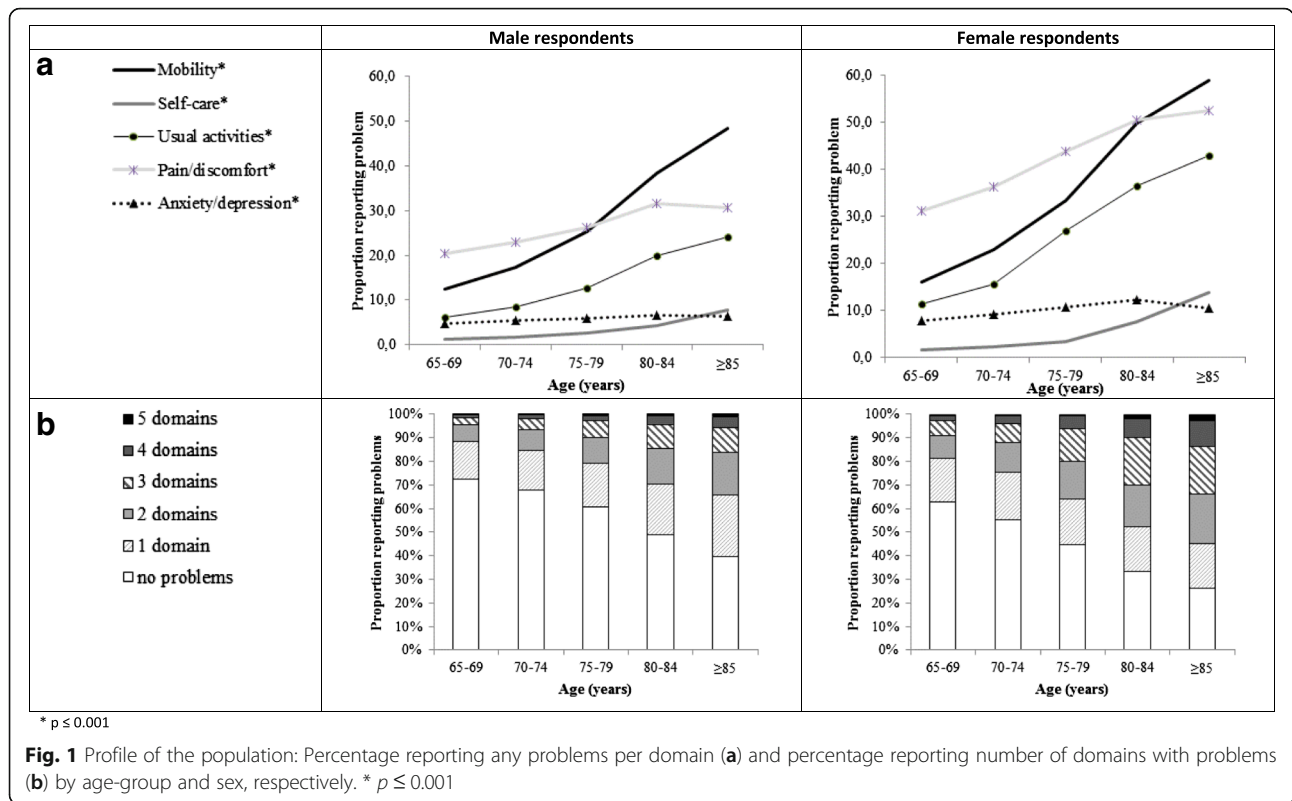 Male respondents
Female respondents
a
Mobility*
Self-care*
Usual activities*
Pain/discomfort*
Anxiety/depression*
Proportion reporting problem
60,0
50,0
40,0
30,0
20,0
10,0
0,0
65-69 70-74 75-79 80-84 ≥85
Age (years)
Proportion reporting problem
60,0
50,0
40,0
30,0
20,0
10,0
0,0
65-69 70-74 75-79 80-84 ≥85
Age (years)
b
5 domains
4 domains
3 domains
2 domains
1 domain
no problems
Proportion reporting problems
100%
90%
80%
70%
60%
50%
40%
30%
20%
10%
0%
65-69 70-74 75-79 80-84 ≥85
Age (years)
Proportion reporting problems
100%
90%
80%
70%
60%
50%
40%
30%
20%
10%
0%
65-69 70-74 75-79 80-84 ≥85
Age (years)
* p ≤ 0.001
Fig. 1 Profile of the population: Percentage reporting any problems per domain (a) and percentage reporting number of domains with problems
(b) by age-group and sex, respectively. * p ≤ 0.001